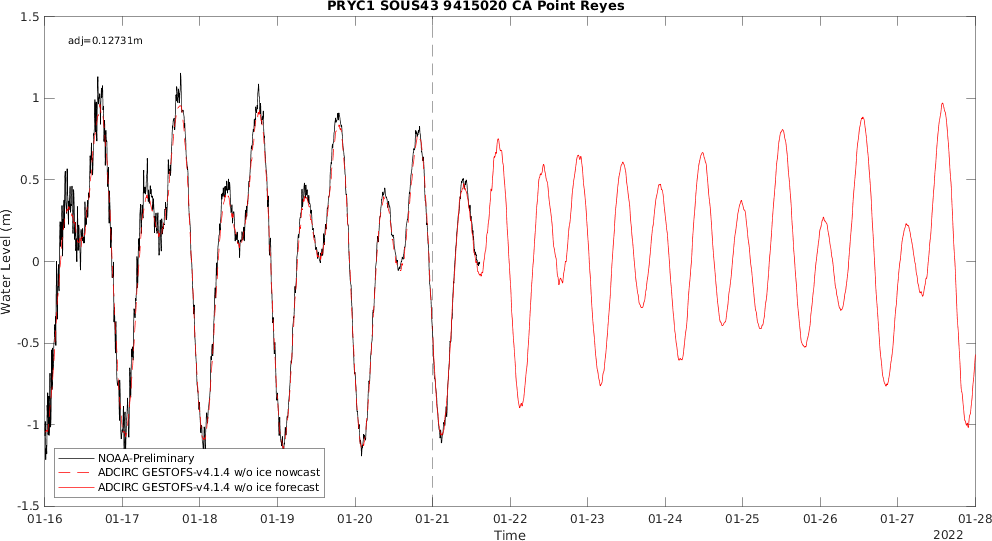 PRYC1 SOUS43 9415020 CA Point Reyes
adj=0.12731m
1.5
1
0.5
0
-0.5
-1
-1.5
Water Level (m)
NOAA-Preliminary
ADCIRC GESTOFS-v4.1.4 w/o ice nowcast
ADCIRC GESTOFS-v4.1.4 w/o ice forecast
01-16 01-17 01-18 01-19 01-20 01-21 01-22 01-23 01-24 01-25 01-26 01-27 01-28
Time
2022